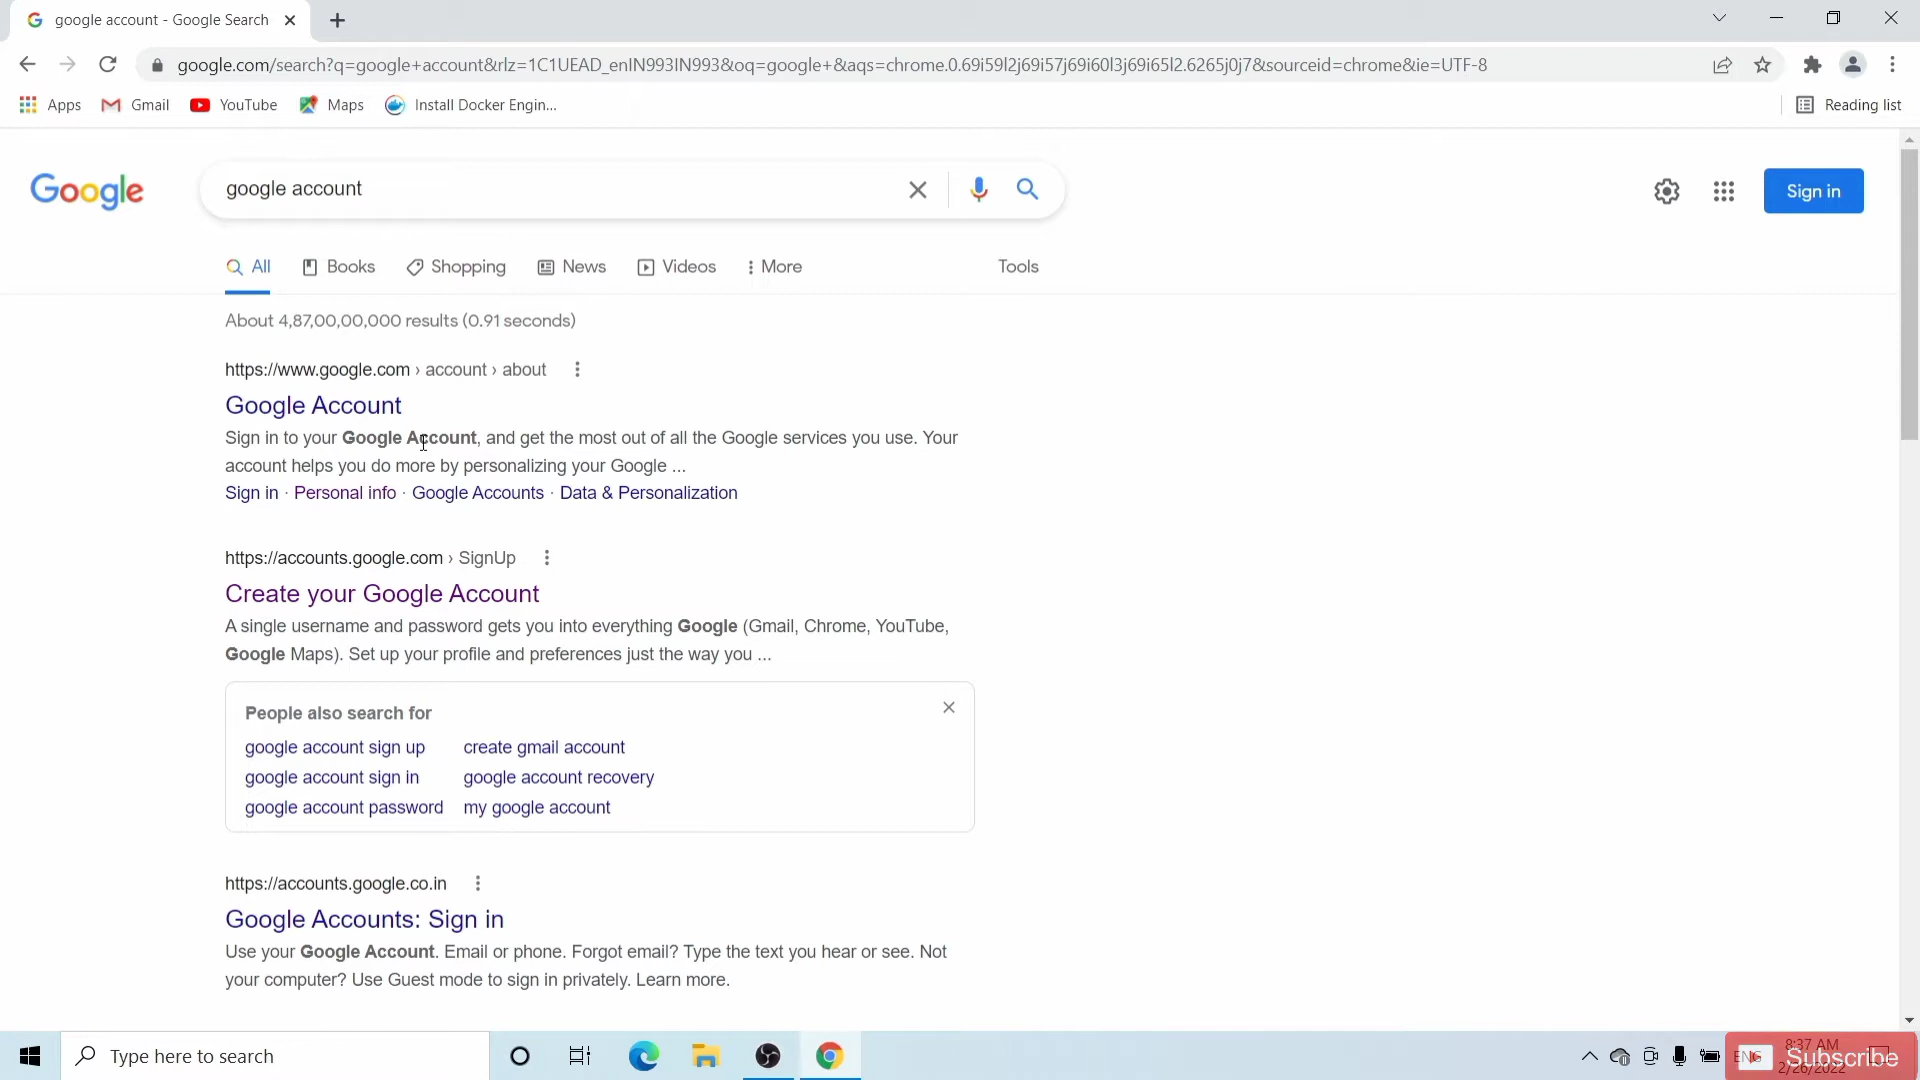 google account - Google Search
google.com/search?q=google+account&rlz=1C1UEAD_enIN993IN993&oq=google+&aqs=chrome.0.69i59l2j69i57j69i60l3j69i65l2.6265j0j7&sourceid=chrome&ie=UTF-8
Apps Gmail YouTube Maps Install Docker Engin... Reading list
Google google account Sign in
All Books Shopping News Videos More Tools
About 4,87,00,00,000 results (0.91 seconds)
https://www.google.com › account › about
Google Account
Sign in to your Google Account, and get the most out of all the Google services you use. Your
account helps you do more by personalizing your Google ...
Sign in · Personal info · Google Accounts · Data & Personalization
https://accounts.google.com › SignUp
Create your Google Account
A single username and password gets you into everything Google (Gmail, Chrome, YouTube,
Google Maps). Set up your profile and preferences just the way you ...
People also search for
google account sign up create gmail account
google account sign in google account recovery
google account password my google account
https://accounts.google.co.in
Google Accounts: Sign in
Use your Google Account. Email or phone. Forgot email? Type the text you hear or see. Not
your computer? Use Guest mode to sign in privately. Learn more.
Type here to search
ENG
8:37 AM
Subscribe
2/26/2022